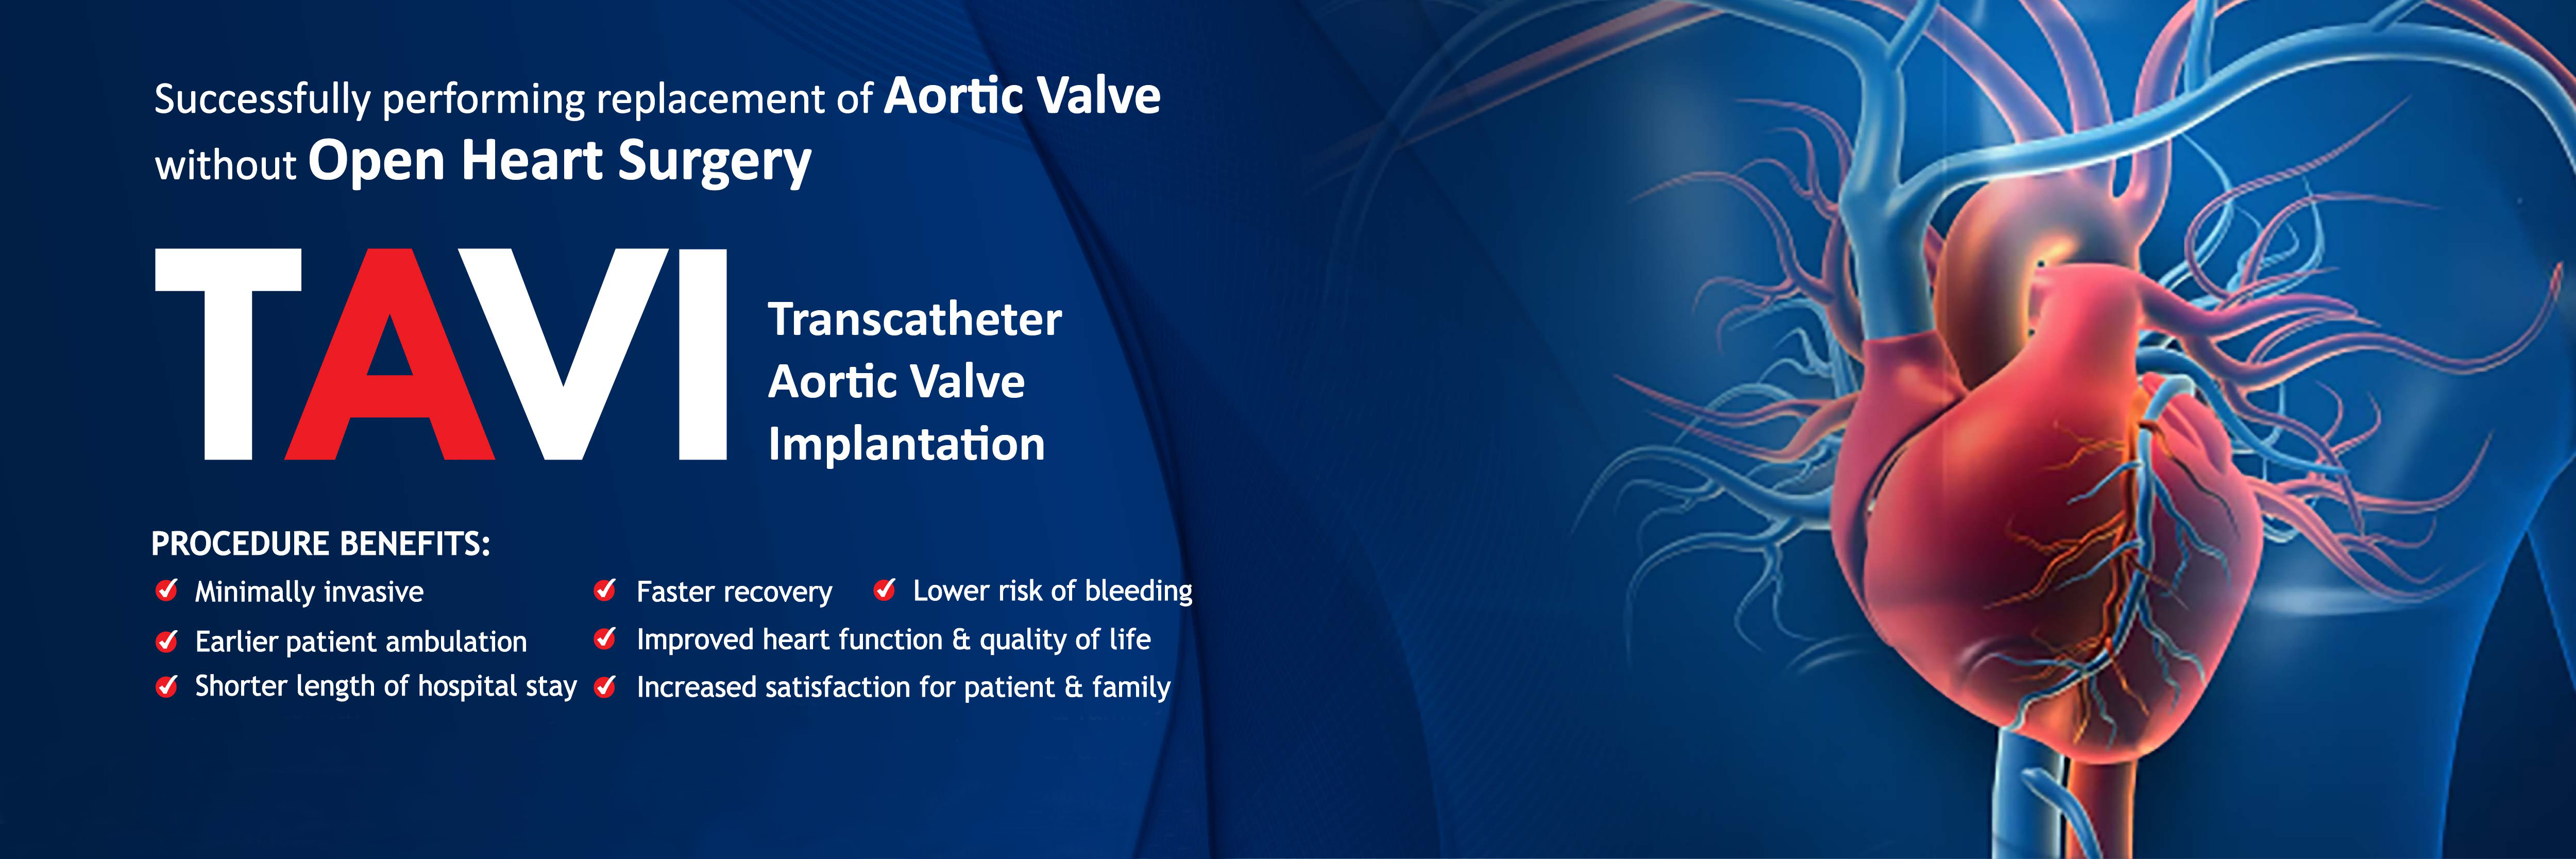 Successfully performing replacement of Aortic Valve
without Open Heart Surgery
TAVI
Transcatheter
Aortic Valve
Implantation
PROCEDURE BENEFITS:
Minimally invasive
Faster recovery
Lower risk of bleeding
Earlier patient ambulation
Improved heart function & quality of life
Shorter length of hospital stay
Increased satisfaction for patient & family